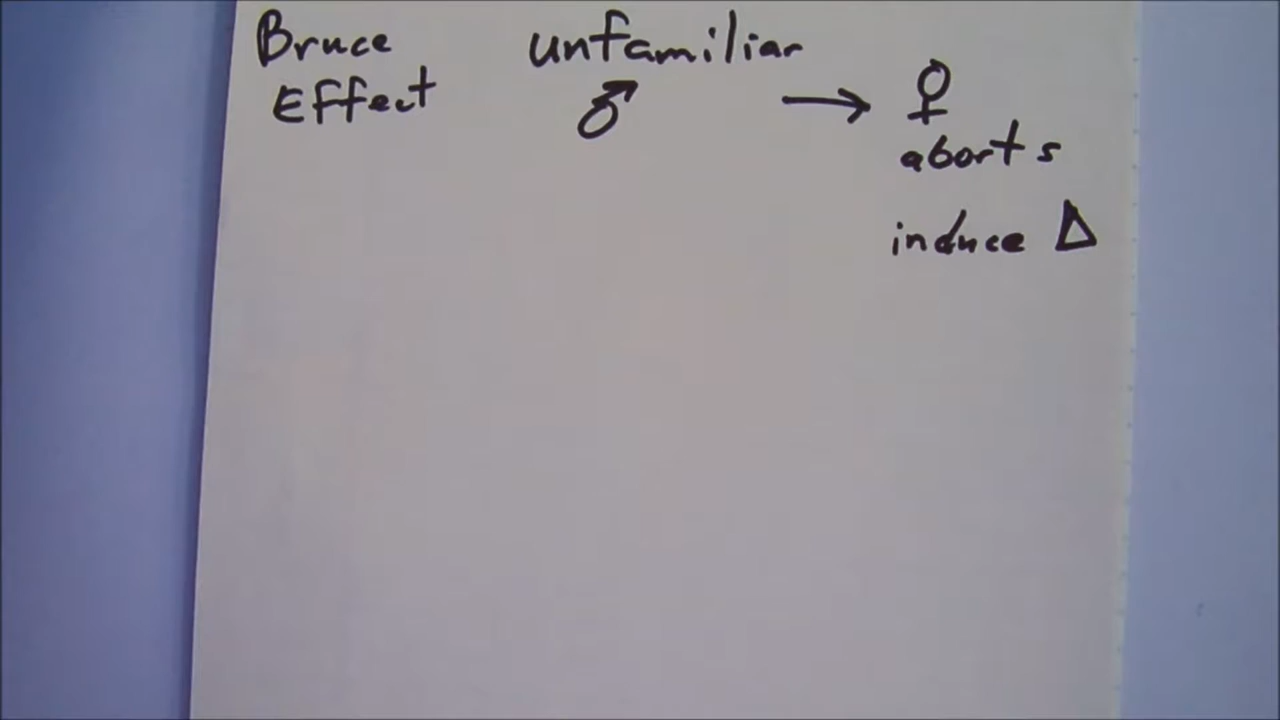 Bruce Effect
unfamiliar
♂ → ♀
aborts
induce Δ